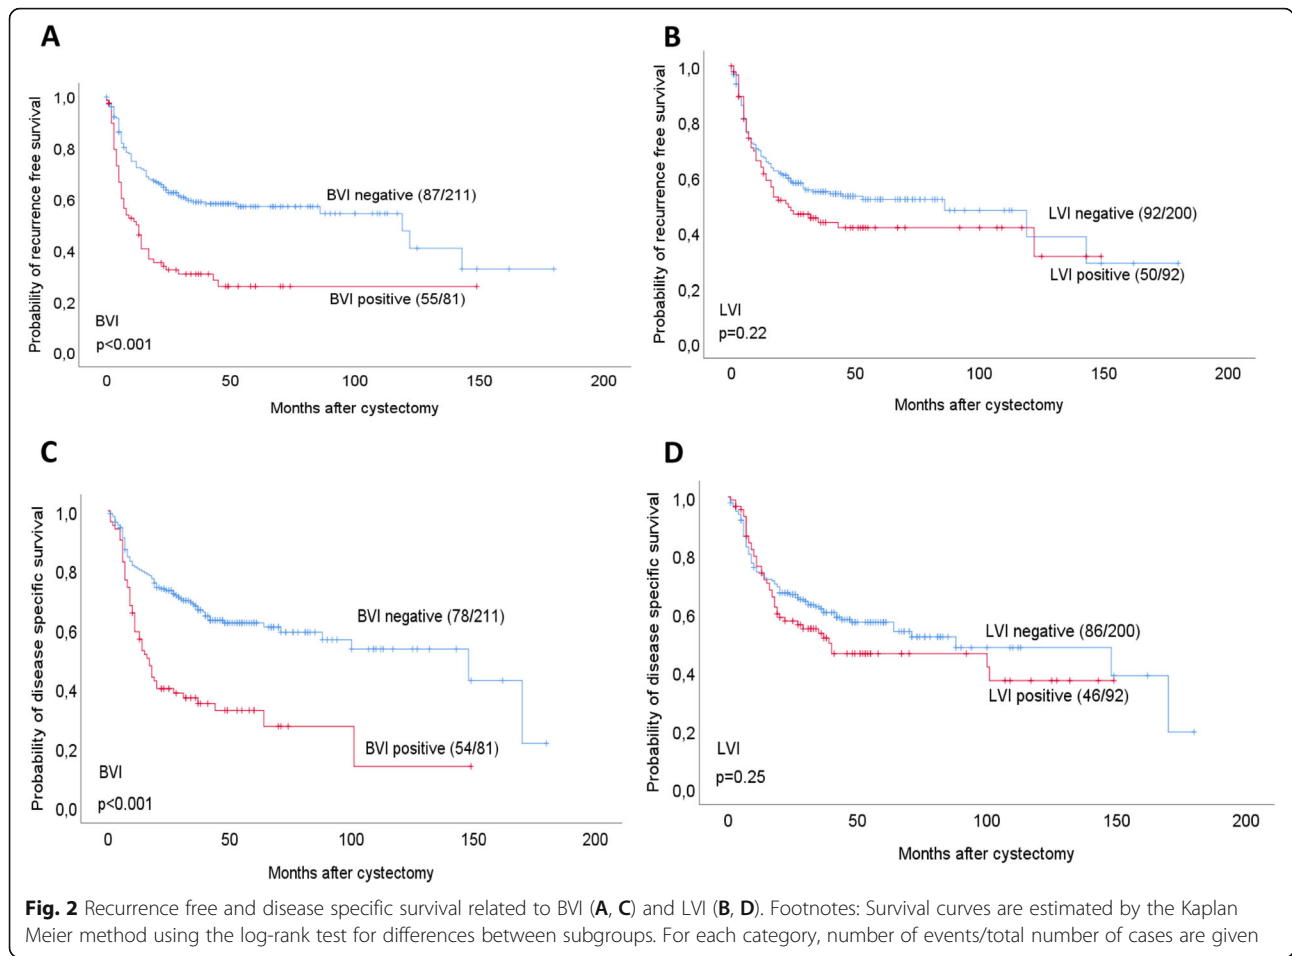 A
Probability of recurrence free survival
1,0
0,8
0,6
0,4
0,2
0,0
BVI negative (87/211)
BVI positive (55/81)
BVI
p<0.001
0 50 100 150 200
Months after cystectomy
B
Probability of recurrence free survival
1,0
0,8
0,6
0,4
0,2
0,0
LVI negative (92/200)
LVI positive (50/92)
LVI
p=0.22
0 50 100 150 200
Months after cystectomy
C
Probability of disease specific survival
1,0
0,8
0,6
0,4
0,2
0,0
BVI negative (78/211)
BVI positive (54/81)
BVI
p<0.001
0 50 100 150 200
Months after cystectomy
D
Probability of disease specific survival
1,0
0,8
0,6
0,4
0,2
0,0
LVI negative (86/200)
LVI positive (46/92)
LVI
p=0.25
0 50 100 150 200
Months after cystectomy
Fig. 2 Recurrence free and disease specific survival related to BVI (A, C) and LVI (B, D). Footnotes: Survival curves are estimated by the Kaplan
Meier method using the log-rank test for differences between subgroups. For each category, number of events/total number of cases are given